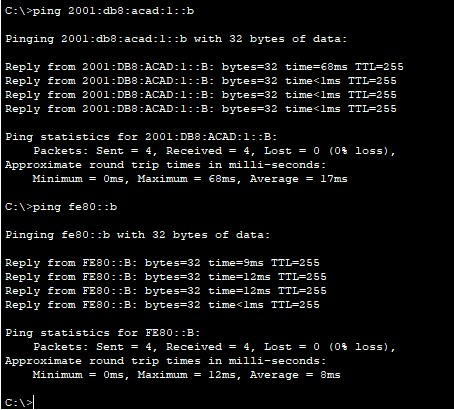 C:\>ping 2001:db8:acad:1::b
Pinging 2001:db8:acad:1::b with 32 bytes of data:
Reply from 2001:DB8:ACAD:1::B: bytes=32 time=68ms TTL=255
Reply from 2001:DB8:ACAD:1::B: bytes=32 time<1ms TTL=255
Reply from 2001:DB8:ACAD:1::B: bytes=32 time<1ms TTL=255
Reply from 2001:DB8:ACAD:1::B: bytes=32 time<1ms TTL=255
Ping statistics for 2001:DB8:ACAD:1::B:
Packets: Sent = 4, Received = 4, Lost = 0 (0% loss),
Approximate round trip times in milli-seconds:
Minimum = 0ms, Maximum = 68ms, Average = 17ms
C:\>ping fe80::b
Pinging fe80::b with 32 bytes of data:
Reply from FE80::B: bytes=32 time=9ms TTL=255
Reply from FE80::B: bytes=32 time=12ms TTL=255
Reply from FE80::B: bytes=32 time=12ms TTL=255
Reply from FE80::B: bytes=32 time<1ms TTL=255
Ping statistics for FE80::B:
Packets: Sent = 4, Received = 4, Lost = 0 (0% loss),
Approximate round trip times in milli-seconds:
Minimum = 0ms, Maximum = 12ms, Average = 8ms
C:\>